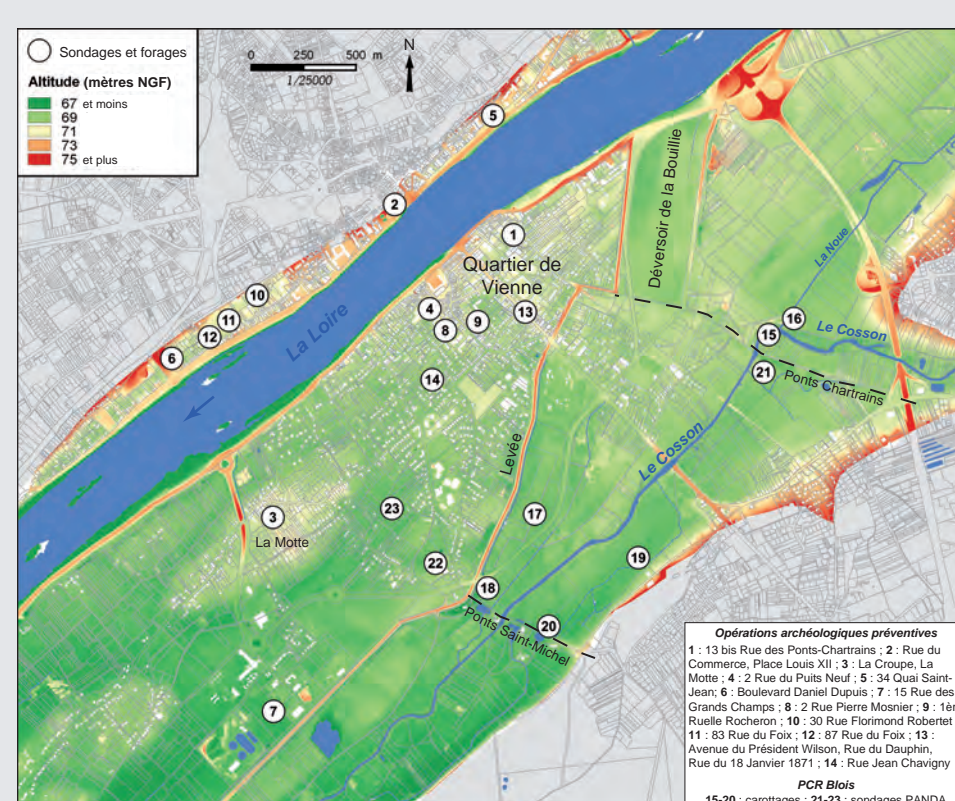 Sondages et forages
Altitude (mètres NGF)
67 et moins
69
71
73
75 et plus
0 250 500 m
1/25000
N
5
2
1
Quartier de
Vienne
Déversoir de la Bouillie
La Noue
10
11
12
6
La Loire
4
8
9
13
14
16
15
Le Cosson
21
Ponts Chartrains
Levée
Le Cosson
3
La Motte
23
17
22
19
18
20
Ponts Saint-Michel
7
Opérations archéologiques préventives
1 : 13 bis Rue des Ponts-Chartrains ; 2 : Rue du
Commerce, Place Louis XII ; 3 : La Croupe, La
Motte ; 4 : 2 Rue du Puits Neuf ; 5 : 34 Quai Saint-
Jean; 6 : Boulevard Daniel Dupuis ; 7 : 15 Rue des
Grands Champs ; 8 : 2 Rue Pierre Mosnier ; 9 : 1èr
Ruelle Rocheron ; 10 : 30 Rue Florimond Robertet
11 : 83 Rue du Foix ; 12 : 87 Rue du Foix ; 13 :
Avenue du Président Wilson, Rue du Dauphin,
Rue du 18 Janvier 1871 ; 14 : Rue Jean Chavigny
PCR Blois
15-20 : carottages ; 21-23 : sondages PANDA